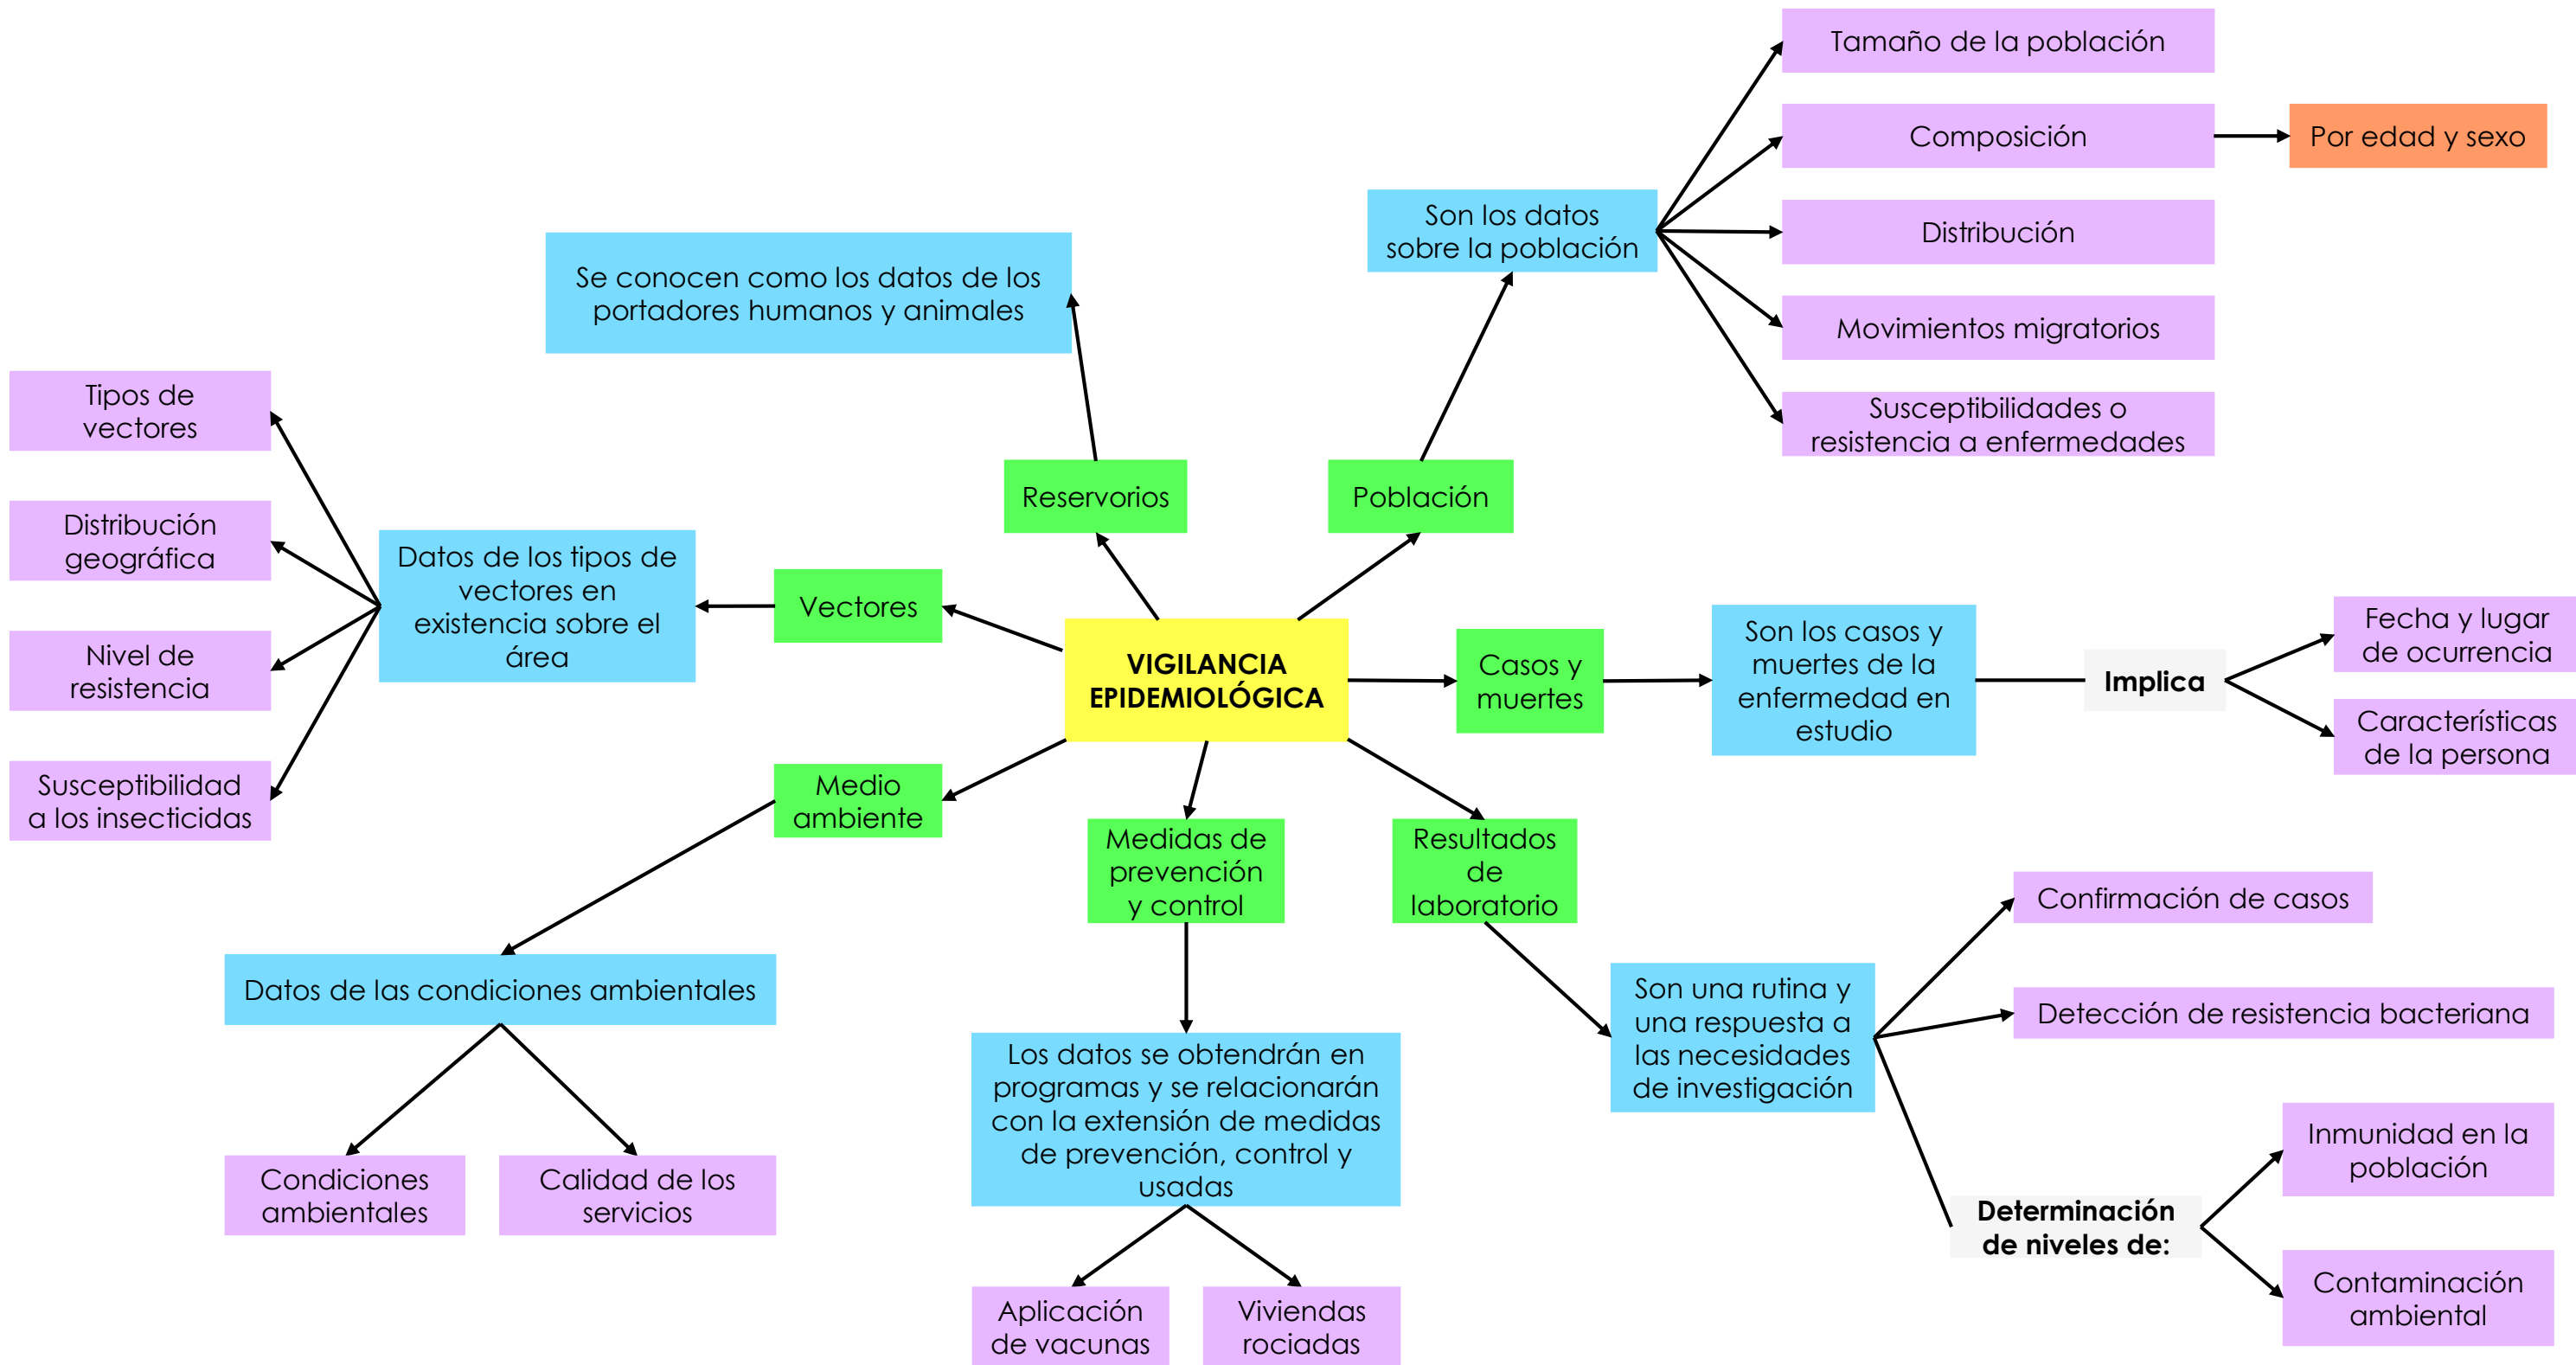 Tamaño de la población
Composición
Por edad y sexo
Son los datos
sobre la población
Distribución
Movimientos migratorios
Susceptibilidades o
resistencia a enfermedades
Se conocen como los datos de los
portadores humanos y animales
Reservorios
Población
Tipos de
vectores
Distribución
geográfica
Nivel de
resistencia
Susceptibilidad
a los insecticidas
Datos de los tipos de
vectores en
existencia sobre el
área
Vectores
VIGILANCIA
EPIDEMIOLÓGICA
Casos y
muertes
Son los casos y
muertes de la
enfermedad en
estudio
Implica
Fecha y lugar
de ocurrencia
Características
de la persona
Medio
ambiente
Medidas de
prevención
y control
Resultados
de
laboratorio
Datos de las condiciones ambientales
Condiciones
ambientales
Calidad de los
servicios
Los datos se obtendrán en
programas y se relacionarán
con la extensión de medidas
de prevención, control y
usadas
Aplicación
de vacunas
Viviendas
rociadas
Son una rutina y
una respuesta a
las necesidades
de investigación
Confirmación de casos
Detección de resistencia bacteriana
Determinación
de niveles de:
Inmunidad en la
población
Contaminación
ambiental